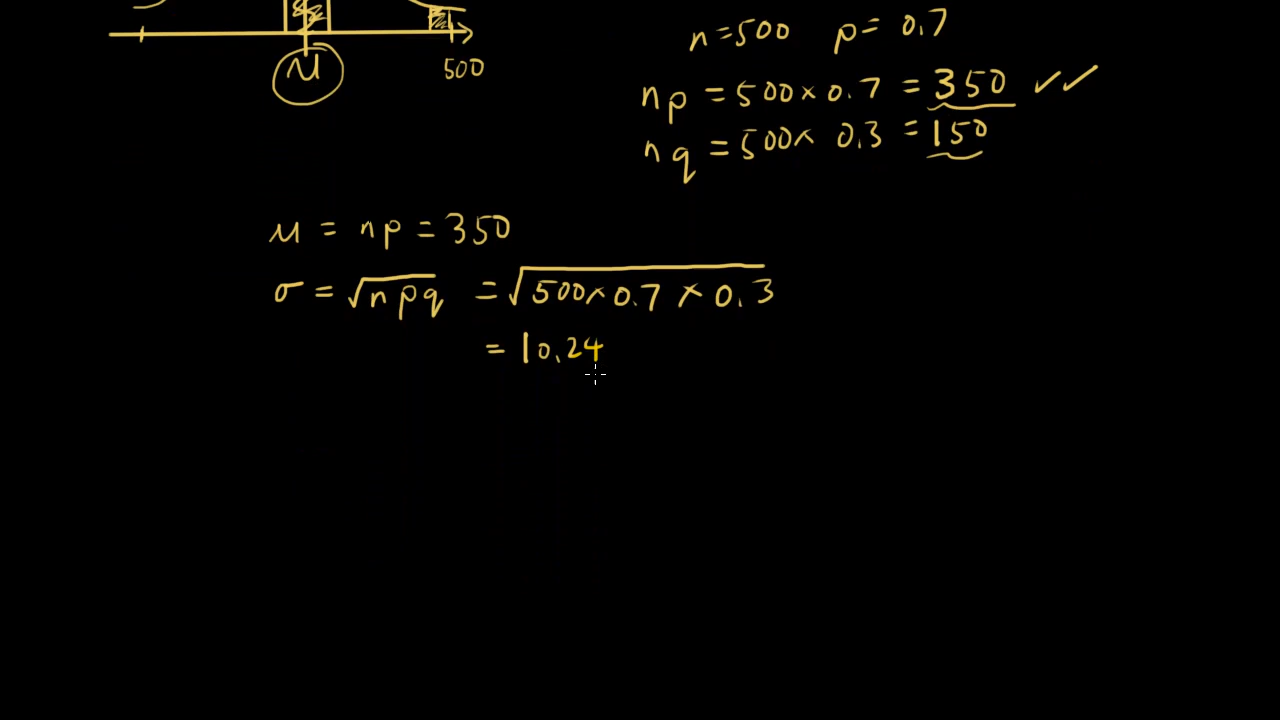 n = 500 p = 0.7
μ 500
np = 500 × 0.7 = 350 ✓✓
nq = 500 × 0.3 = 150
μ = np = 350
σ = √npq = √500 × 0.7 × 0.3
= 10.24